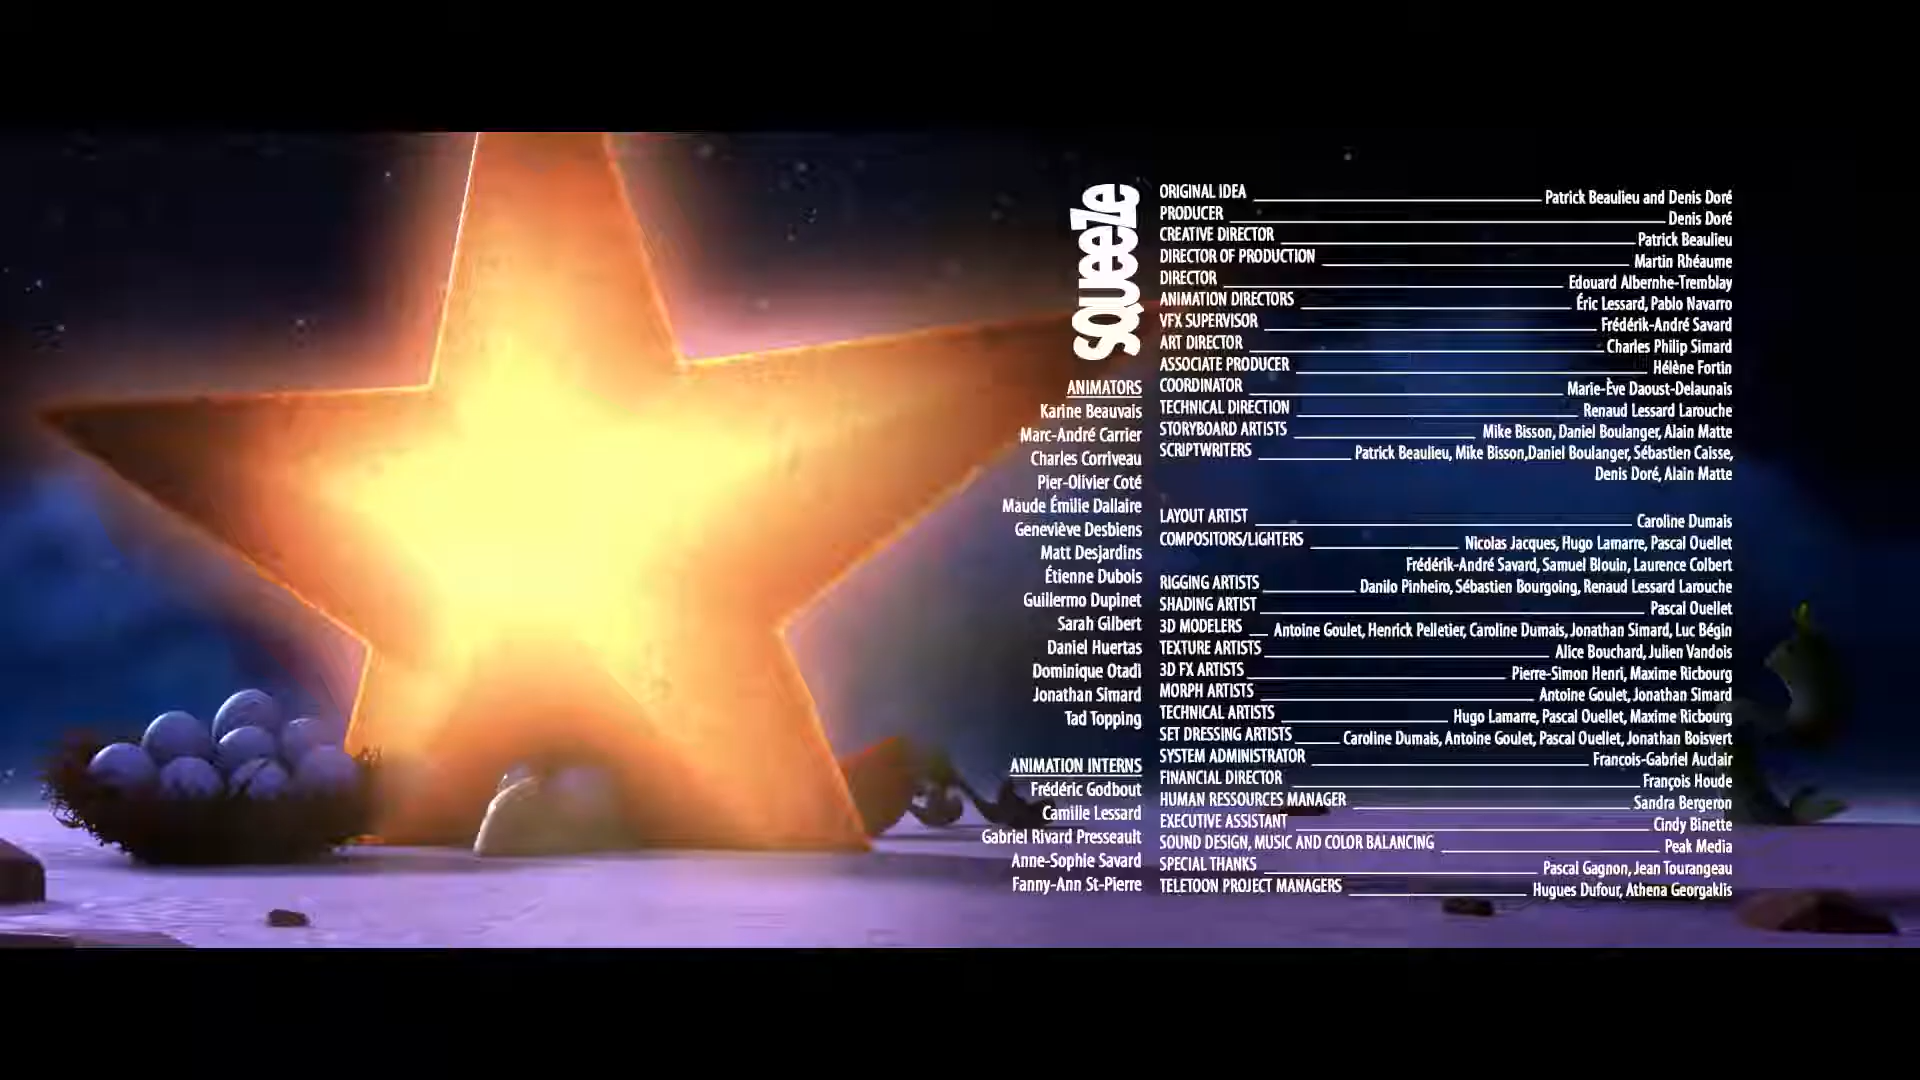 squeeze
ANIMATORS
Karine Beauvais
Marc-André Carrier
Charles Corriveau
Pier-Olivier Coté
Maude Émilie Dallaire
Geneviève Desbiens
Matt Desjardins
Étienne Dubois
Guillermo Dupinet
Sarah Gilbert
Daniel Huertas
Dominique Otadi
Jonathan Simard
Tad Topping
ANIMATION INTERNS
Frédéric Godbout
Camille Lessard
Gabriel Rivard Presseault
Anne-Sophie Savard
Fanny-Ann St-Pierre
ORIGINAL IDEA Patrick Beaulieu and Denis Doré
PRODUCER Denis Doré
CREATIVE DIRECTOR Patrick Beaulieu
DIRECTOR OF PRODUCTION Martin Rhéaume
DIRECTOR Edouard Albernhe-Tremblay
ANIMATION DIRECTORS Éric Lessard, Pablo Navarro
VFX SUPERVISOR Frédérik-André Savard
ART DIRECTOR Charles Philip Simard
ASSOCIATE PRODUCER Hélène Fortin
COORDINATOR Marie-Ève Daoust-Delaunais
TECHNICAL DIRECTION Renaud Lessard Larouche
STORYBOARD ARTISTS Mike Bisson, Daniel Boulanger, Alain Matte
SCRIPTWRITERS Patrick Beaulieu, Mike Bisson,Daniel Boulanger, Sébastien Caisse,
Denis Doré, Alain Matte
LAYOUT ARTIST Caroline Dumais
COMPOSITORS/LIGHTERS Nicolas Jacques, Hugo Lamarre, Pascal Ouellet
Frédérik-André Savard, Samuel Blouin, Laurence Colbert
RIGGING ARTISTS Danilo Pinheiro, Sébastien Bourgoing, Renaud Lessard Larouche
SHADING ARTIST Pascal Ouellet
3D MODELERS Antoine Goulet, Henrick Pelletier, Caroline Dumais, Jonathan Simard, Luc Bégin
TEXTURE ARTISTS Alice Bouchard, Julien Vandois
3D FX ARTISTS Pierre-Simon Henri, Maxime Ricbourg
MORPH ARTISTS Antoine Goulet, Jonathan Simard
TECHNICAL ARTISTS Hugo Lamarre, Pascal Ouellet, Maxime Ricbourg
SET DRESSING ARTISTS Caroline Dumais, Antoine Goulet, Pascal Ouellet, Jonathan Boisvert
SYSTEM ADMINISTRATOR Francois-Gabriel Auclair
FINANCIAL DIRECTOR François Houde
HUMAN RESSOURCES MANAGER Sandra Bergeron
EXECUTIVE ASSISTANT Cindy Binette
SOUND DESIGN, MUSIC AND COLOR BALANCING Peak Media
SPECIAL THANKS Pascal Gagnon, Jean Tourangeau
TELETOON PROJECT MANAGERS Hugues Dufour, Athena Georgaklis